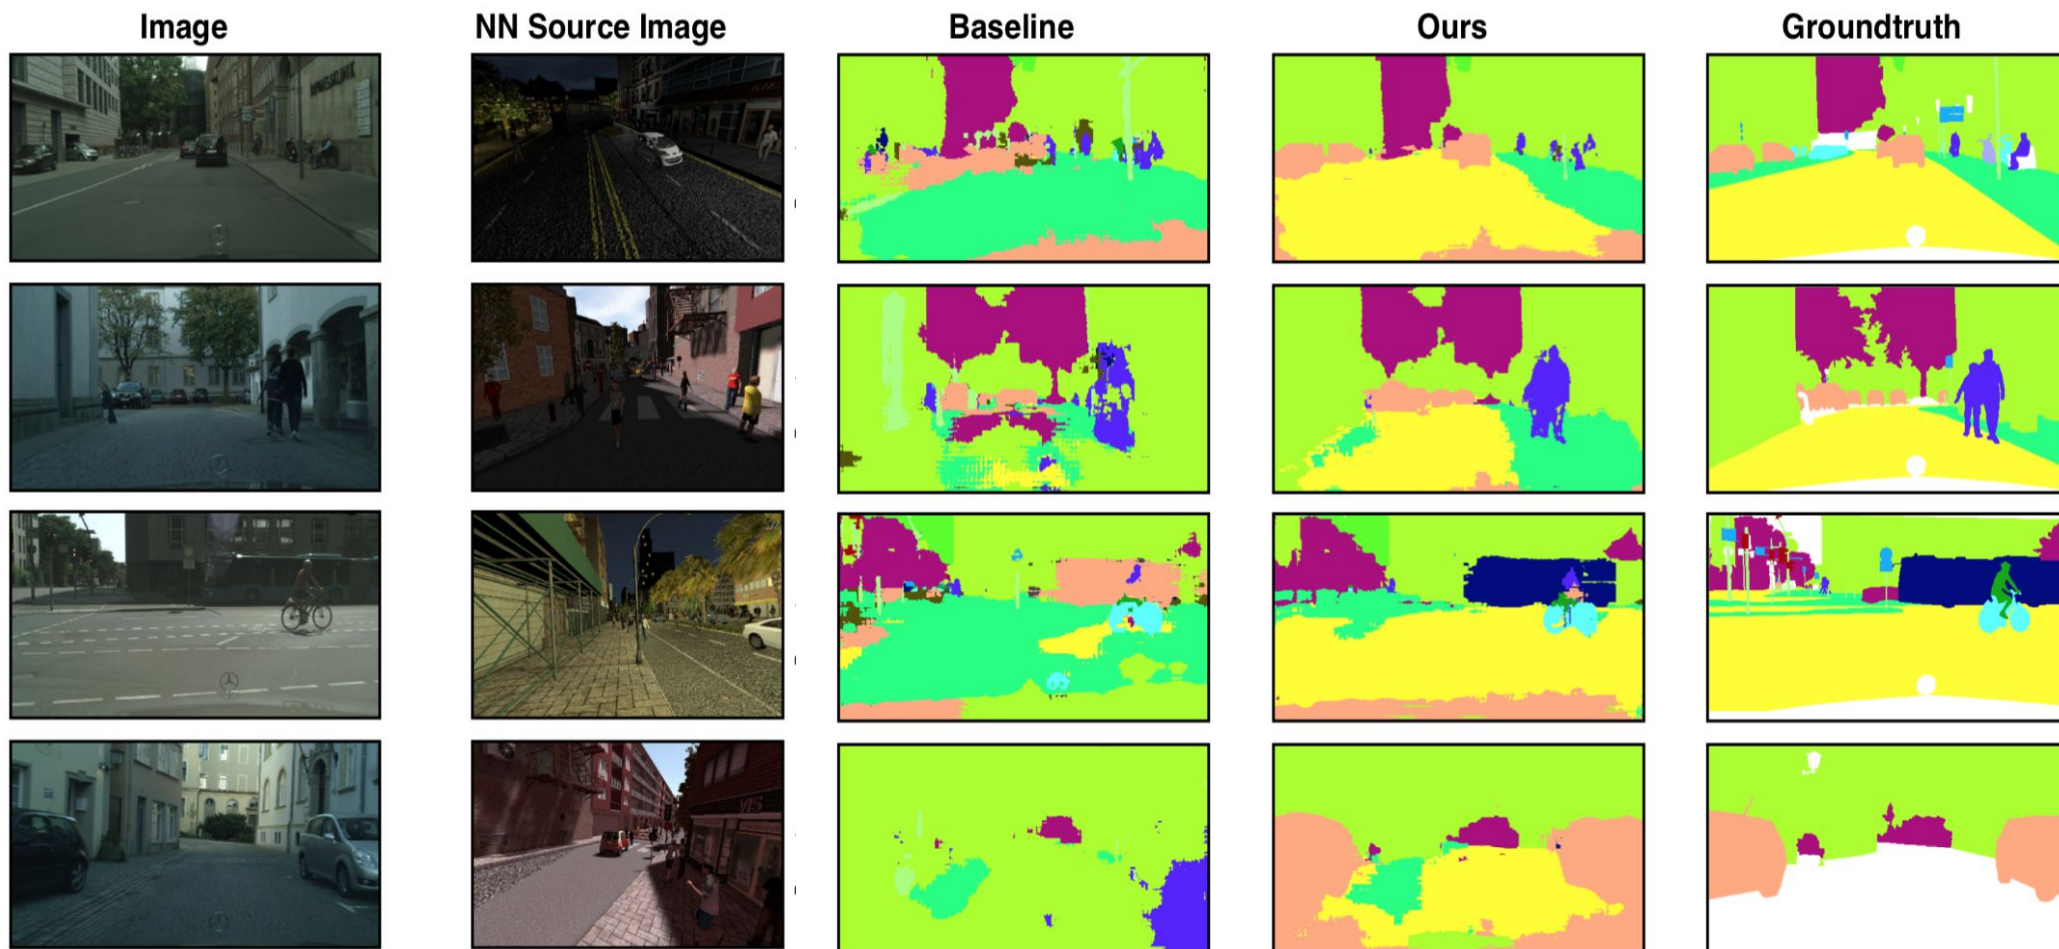 Image
NN Source Image
Baseline
Ours
Groundtruth